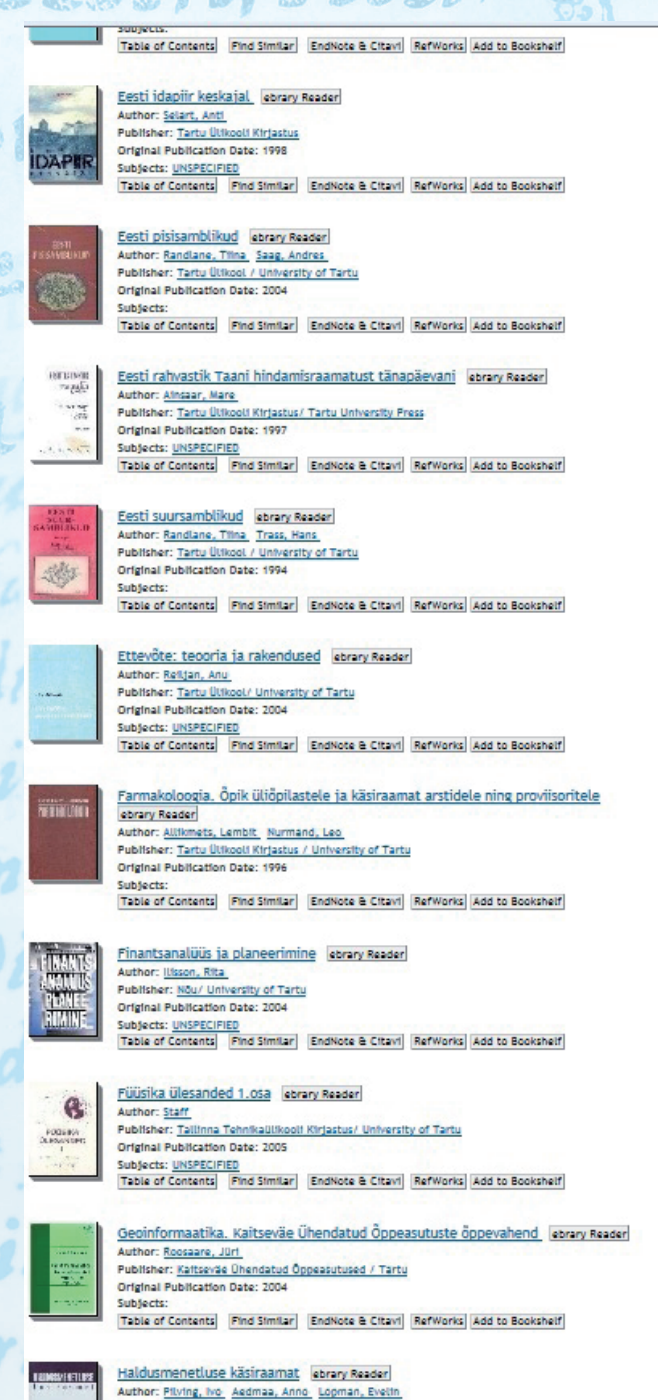 Subjects:
Table of Contents Find Similar EndNote & Citavi RefWorks Add to Bookshelf
IDAPIIR
Eesti idapiir keskajal ebrary Reader
Author: Selart, Anti
Publisher: Tartu Ülikooli Kirjastus
Original Publication Date: 1998
Subjects: UNSPECIFIED
Table of Contents Find Similar EndNote & Citavi RefWorks Add to Bookshelf
EESTI
PISISAMBLIKUD
Eesti pisisamblikud ebrary Reader
Author: Randlane, Tiina Saag, Andres
Publisher: Tartu Ülikool / University of Tartu
Original Publication Date: 2004
Subjects:
Table of Contents Find Similar EndNote & Citavi RefWorks Add to Bookshelf
Eesti rahvastik Taani hindamisraamatust tänapäevani ebrary Reader
Author: Ainsaar, Mare
Publisher: Tartu Ülikooli Kirjastus/ Tartu University Press
Original Publication Date: 1997
Subjects: UNSPECIFIED
Table of Contents Find Similar EndNote & Citavi RefWorks Add to Bookshelf
EESTI
SUUR-
SAMBLIKUD
Eesti suursamblikud ebrary Reader
Author: Randlane, Tiina Trass, Hans
Publisher: Tartu Ülikool / University of Tartu
Original Publication Date: 1994
Subjects:
Table of Contents Find Similar EndNote & Citavi RefWorks Add to Bookshelf
Ettevõte: teooria ja rakendused ebrary Reader
Author: Reiljan, Anu
Publisher: Tartu Ülikool/ University of Tartu
Original Publication Date: 2004
Subjects: UNSPECIFIED
Table of Contents Find Similar EndNote & Citavi RefWorks Add to Bookshelf
Farmakoloogia. Õpik üliõpilastele ja käsiraamat arstidele ning proviisoritele
ebrary Reader
Author: Allikmets, Lembit Nurmand, Leo
Publisher: Tartu Ülikooli Kirjastus / University of Tartu
Original Publication Date: 1996
Subjects:
Table of Contents Find Similar EndNote & Citavi RefWorks Add to Bookshelf
FINANTS
ANALÜÜS
PLANEE
RIMINE
Finantsanalüüs ja planeerimine ebrary Reader
Author: Ilisson, Rita
Publisher: Nõu/ University of Tartu
Original Publication Date: 2004
Subjects: UNSPECIFIED
Table of Contents Find Similar EndNote & Citavi RefWorks Add to Bookshelf
FÜÜSIKA
ÜLESANDED
Füüsika ülesanded 1.osa ebrary Reader
Author: Staff
Publisher: Tallinna Tehnikaülikooli Kirjastus/ University of Tartu
Original Publication Date: 2005
Subjects: UNSPECIFIED
Table of Contents Find Similar EndNote & Citavi RefWorks Add to Bookshelf
Geoinformaatika. Kaitseväe Ühendatud Õppeasutuste õppevahend ebrary Reader
Author: Roosaare, Jüri
Publisher: Kaitseväe Ühendatud Õppeasutused / Tartu
Original Publication Date: 2004
Subjects:
Table of Contents Find Similar EndNote & Citavi RefWorks Add to Bookshelf
HALDUSMENETLUSE
Haldusmenetluse käsiraamat ebrary Reader
Author: Pilving, Ivo Aedmaa, Anno Lopman, Evelin